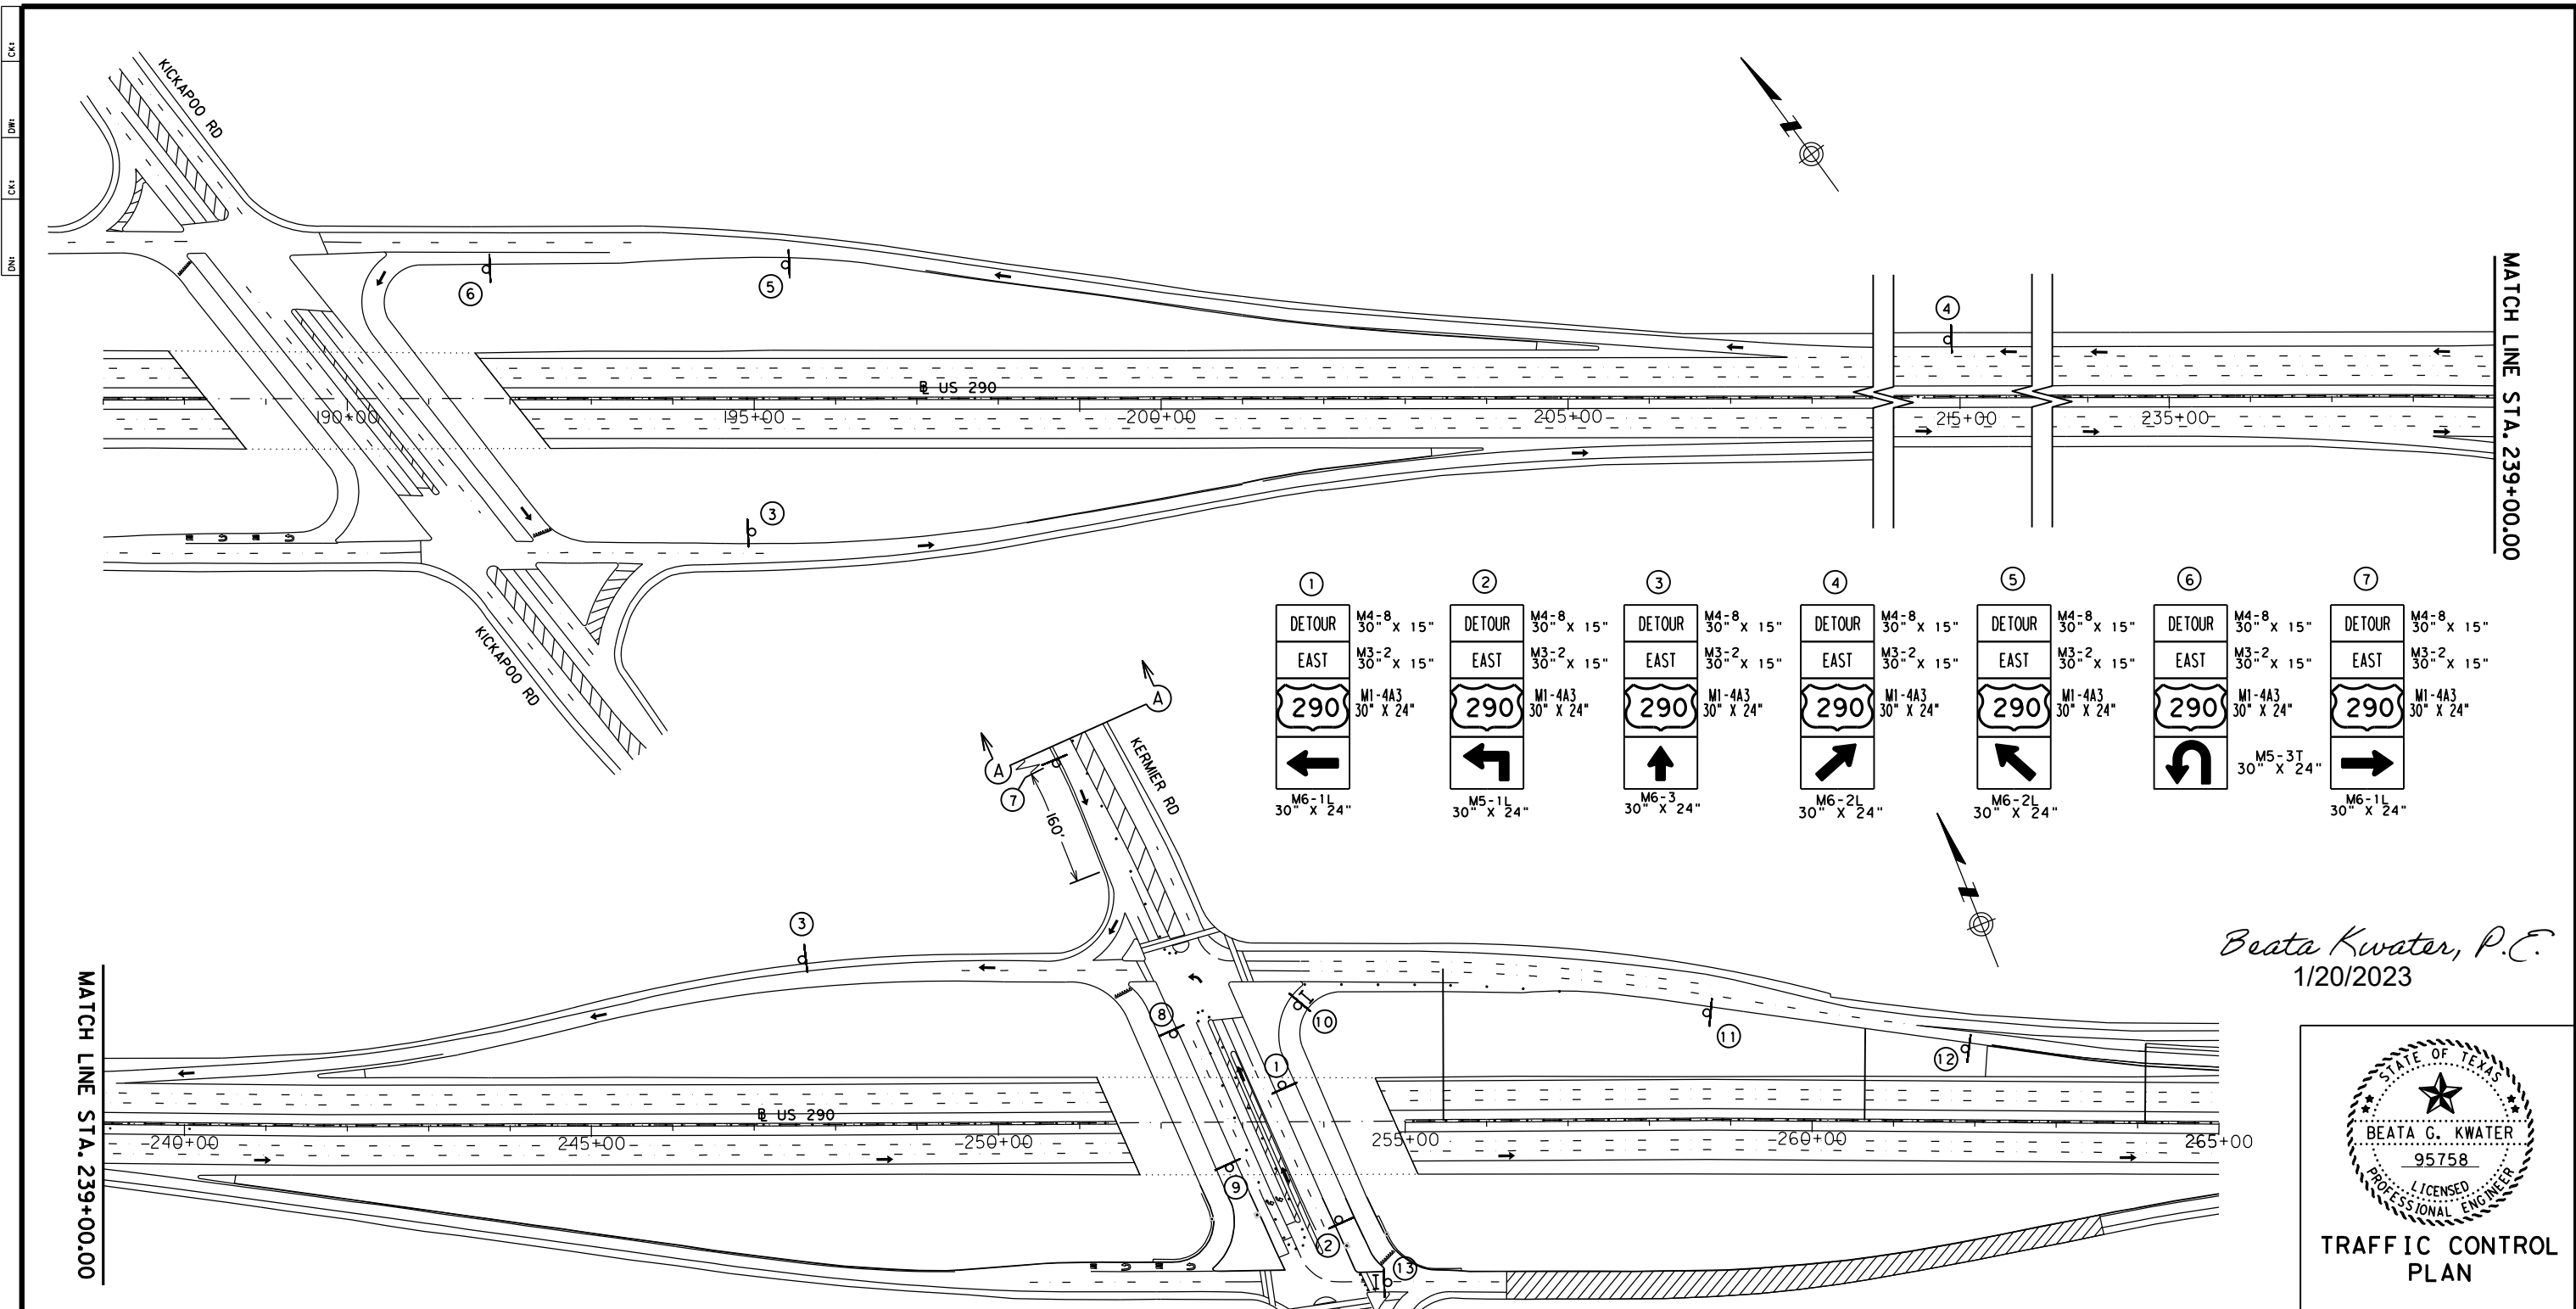 CK:
DW:
CK:
DN:
KICKAPOO RD
N
6
5
4
℄ US 290
190+00
195+00
200+00
205+00
215+00
235+00
MATCH LINE STA. 239+00.00
3
KICKAPOO RD
1
DETOUR M4-8 30" X 15"
EAST M3-2 30" X 15"
290 M1-4A3 30" X 24"
M6-1L
30" X 24"
2
DETOUR M4-8 30" X 15"
EAST M3-2 30" X 15"
290 M1-4A3 30" X 24"
M5-1L
30" X 24"
3
DETOUR M4-8 30" X 15"
EAST M3-2 30" X 15"
290 M1-4A3 30" X 24"
M6-3
30" X 24"
4
DETOUR M4-8 30" X 15"
EAST M3-2 30" X 15"
290 M1-4A3 30" X 24"
M6-2L
30" X 24"
5
DETOUR M4-8 30" X 15"
EAST M3-2 30" X 15"
290 M1-4A3 30" X 24"
M6-2L
30" X 24"
6
DETOUR M4-8 30" X 15"
EAST M3-2 30" X 15"
290 M1-4A3 30" X 24"
M5-3T
30" X 24"
7
DETOUR M4-8 30" X 15"
EAST M3-2 30" X 15"
290 M1-4A3 30" X 24"
M6-1L
30" X 24"
A
A
7
160'
KERMIER RD
N
3
8
1
10
11
12
9
2
13
MATCH LINE STA. 239+00.00
℄ US 290
240+00
245+00
250+00
255+00
260+00
265+00
Beata Kwater, P.E.
1/20/2023
STATE OF TEXAS
BEATA G. KWATER
95758
LICENSED
PROFESSIONAL ENGINEER
TRAFFIC CONTROL
PLAN